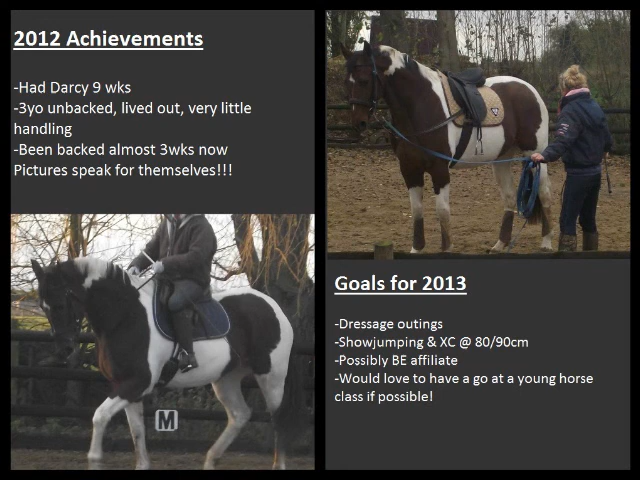 2012 Achievements
-Had Darcy 9 wks
-3yo unbacked, lived out, very little
handling
-Been backed almost 3wks now
Pictures speak for themselves!!!
M
Goals for 2013
-Dressage outings
-Showjumping & XC @ 80/90cm
-Possibly BE affiliate
-Would love to have a go at a young horse
class if possible!